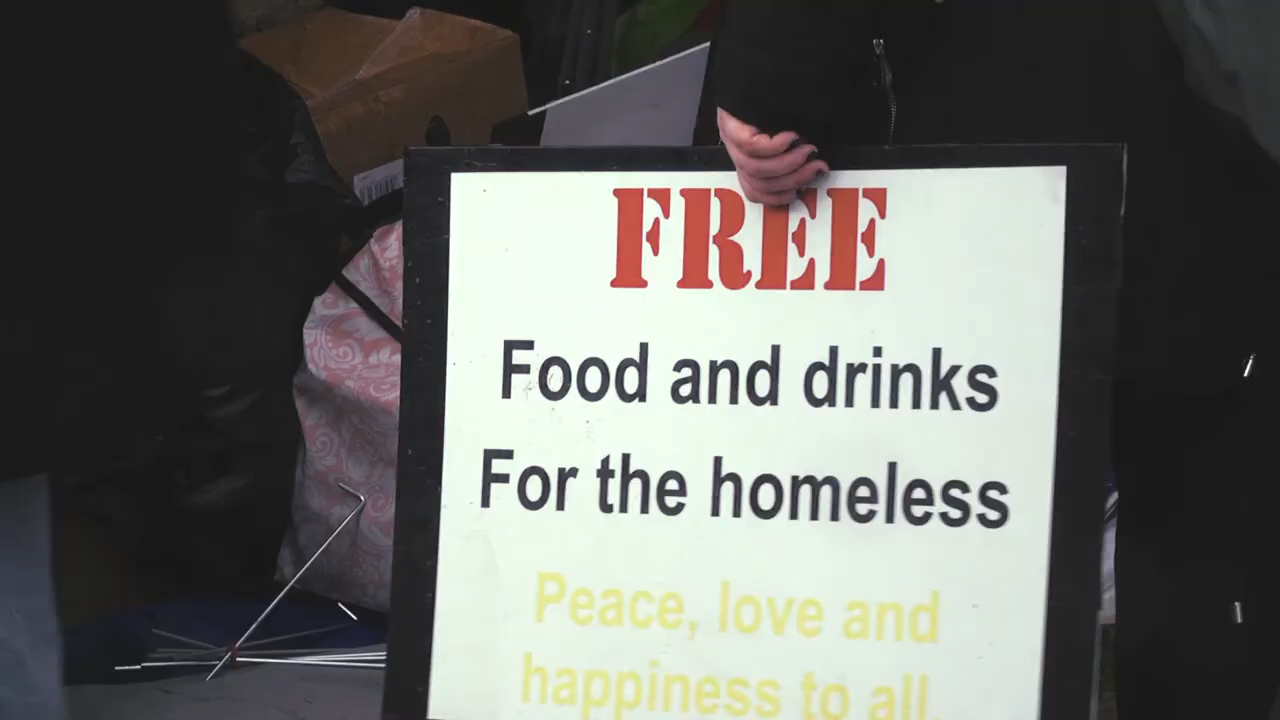 FREE
Food and drinks
For the homeless
Peace, love and
happiness to all.